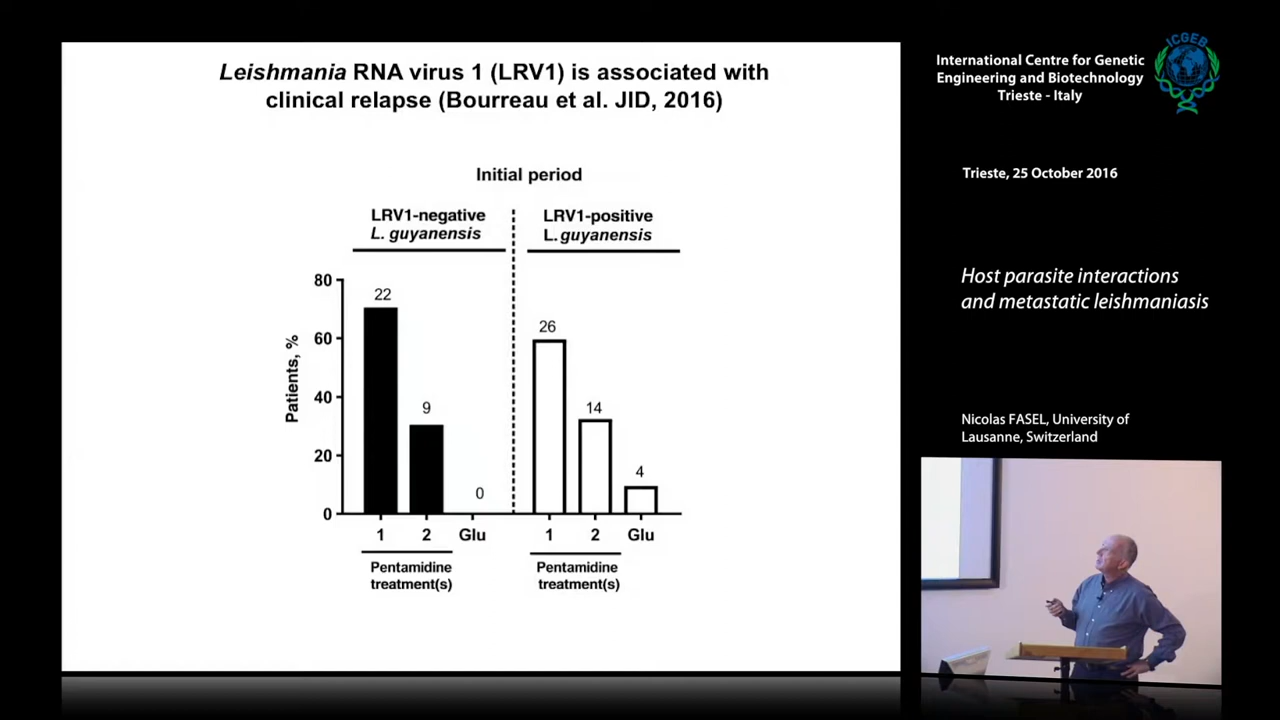 Leishmania RNA virus 1 (LRV1) is associated with
clinical relapse (Bourreau et al. JID, 2016)
Initial period
LRV1-negative
L. guyanensis
LRV1-positive
L. guyanensis
Patients, %
80
60
40
20
0
22
9
0
26
14
4
1 2 Glu
1 2 Glu
Pentamidine
treatment(s)
Pentamidine
treatment(s)
International Centre for Genetic
Engineering and Biotechnology
Trieste - Italy
ICGEB
Trieste, 25 October 2016
Host parasite interactions
and metastatic leishmaniasis
Nicolas FASEL, University of
Lausanne, Switzerland